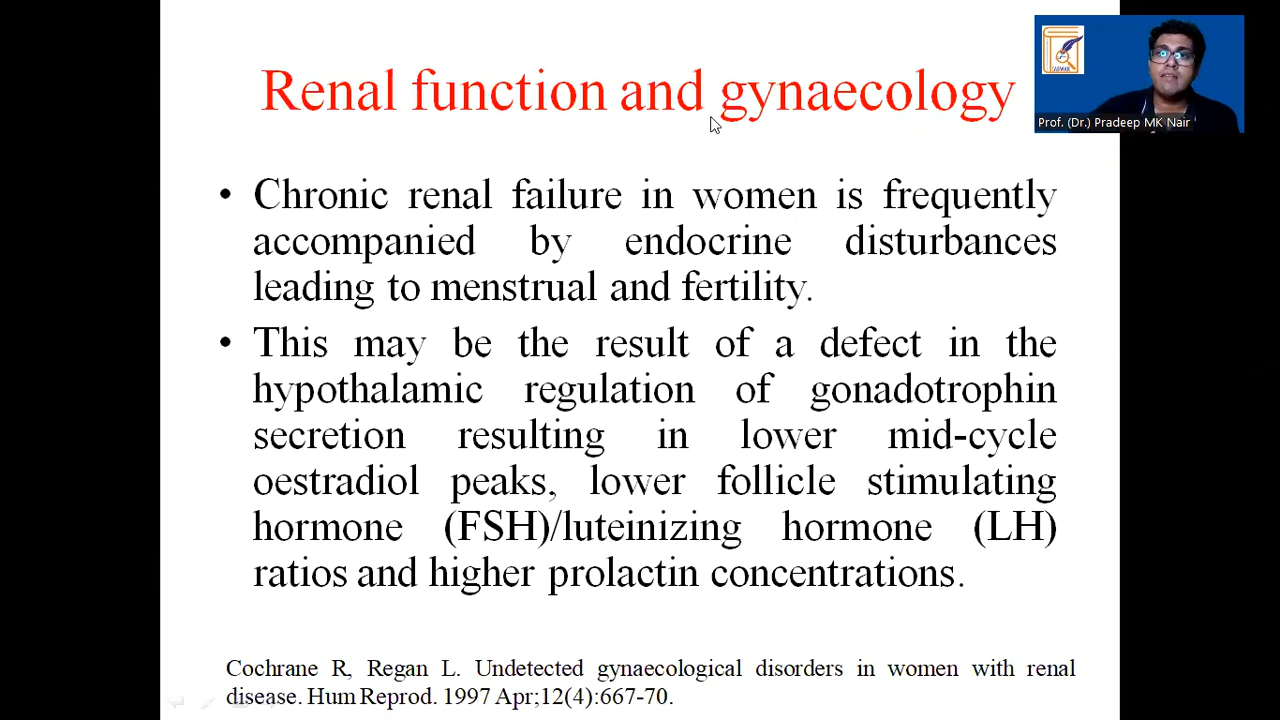 Renal function and gynaecology
Prof. (Dr.) Pradeep MK Nair
• Chronic renal failure in women is frequently
accompanied by endocrine disturbances
leading to menstrual and fertility.
• This may be the result of a defect in the
hypothalamic regulation of gonadotrophin
secretion resulting in lower mid-cycle
oestradiol peaks, lower follicle stimulating
hormone (FSH)/luteinizing hormone (LH)
ratios and higher prolactin concentrations.
Cochrane R, Regan L. Undetected gynaecological disorders in women with renal
disease. Hum Reprod. 1997 Apr;12(4):667-70.